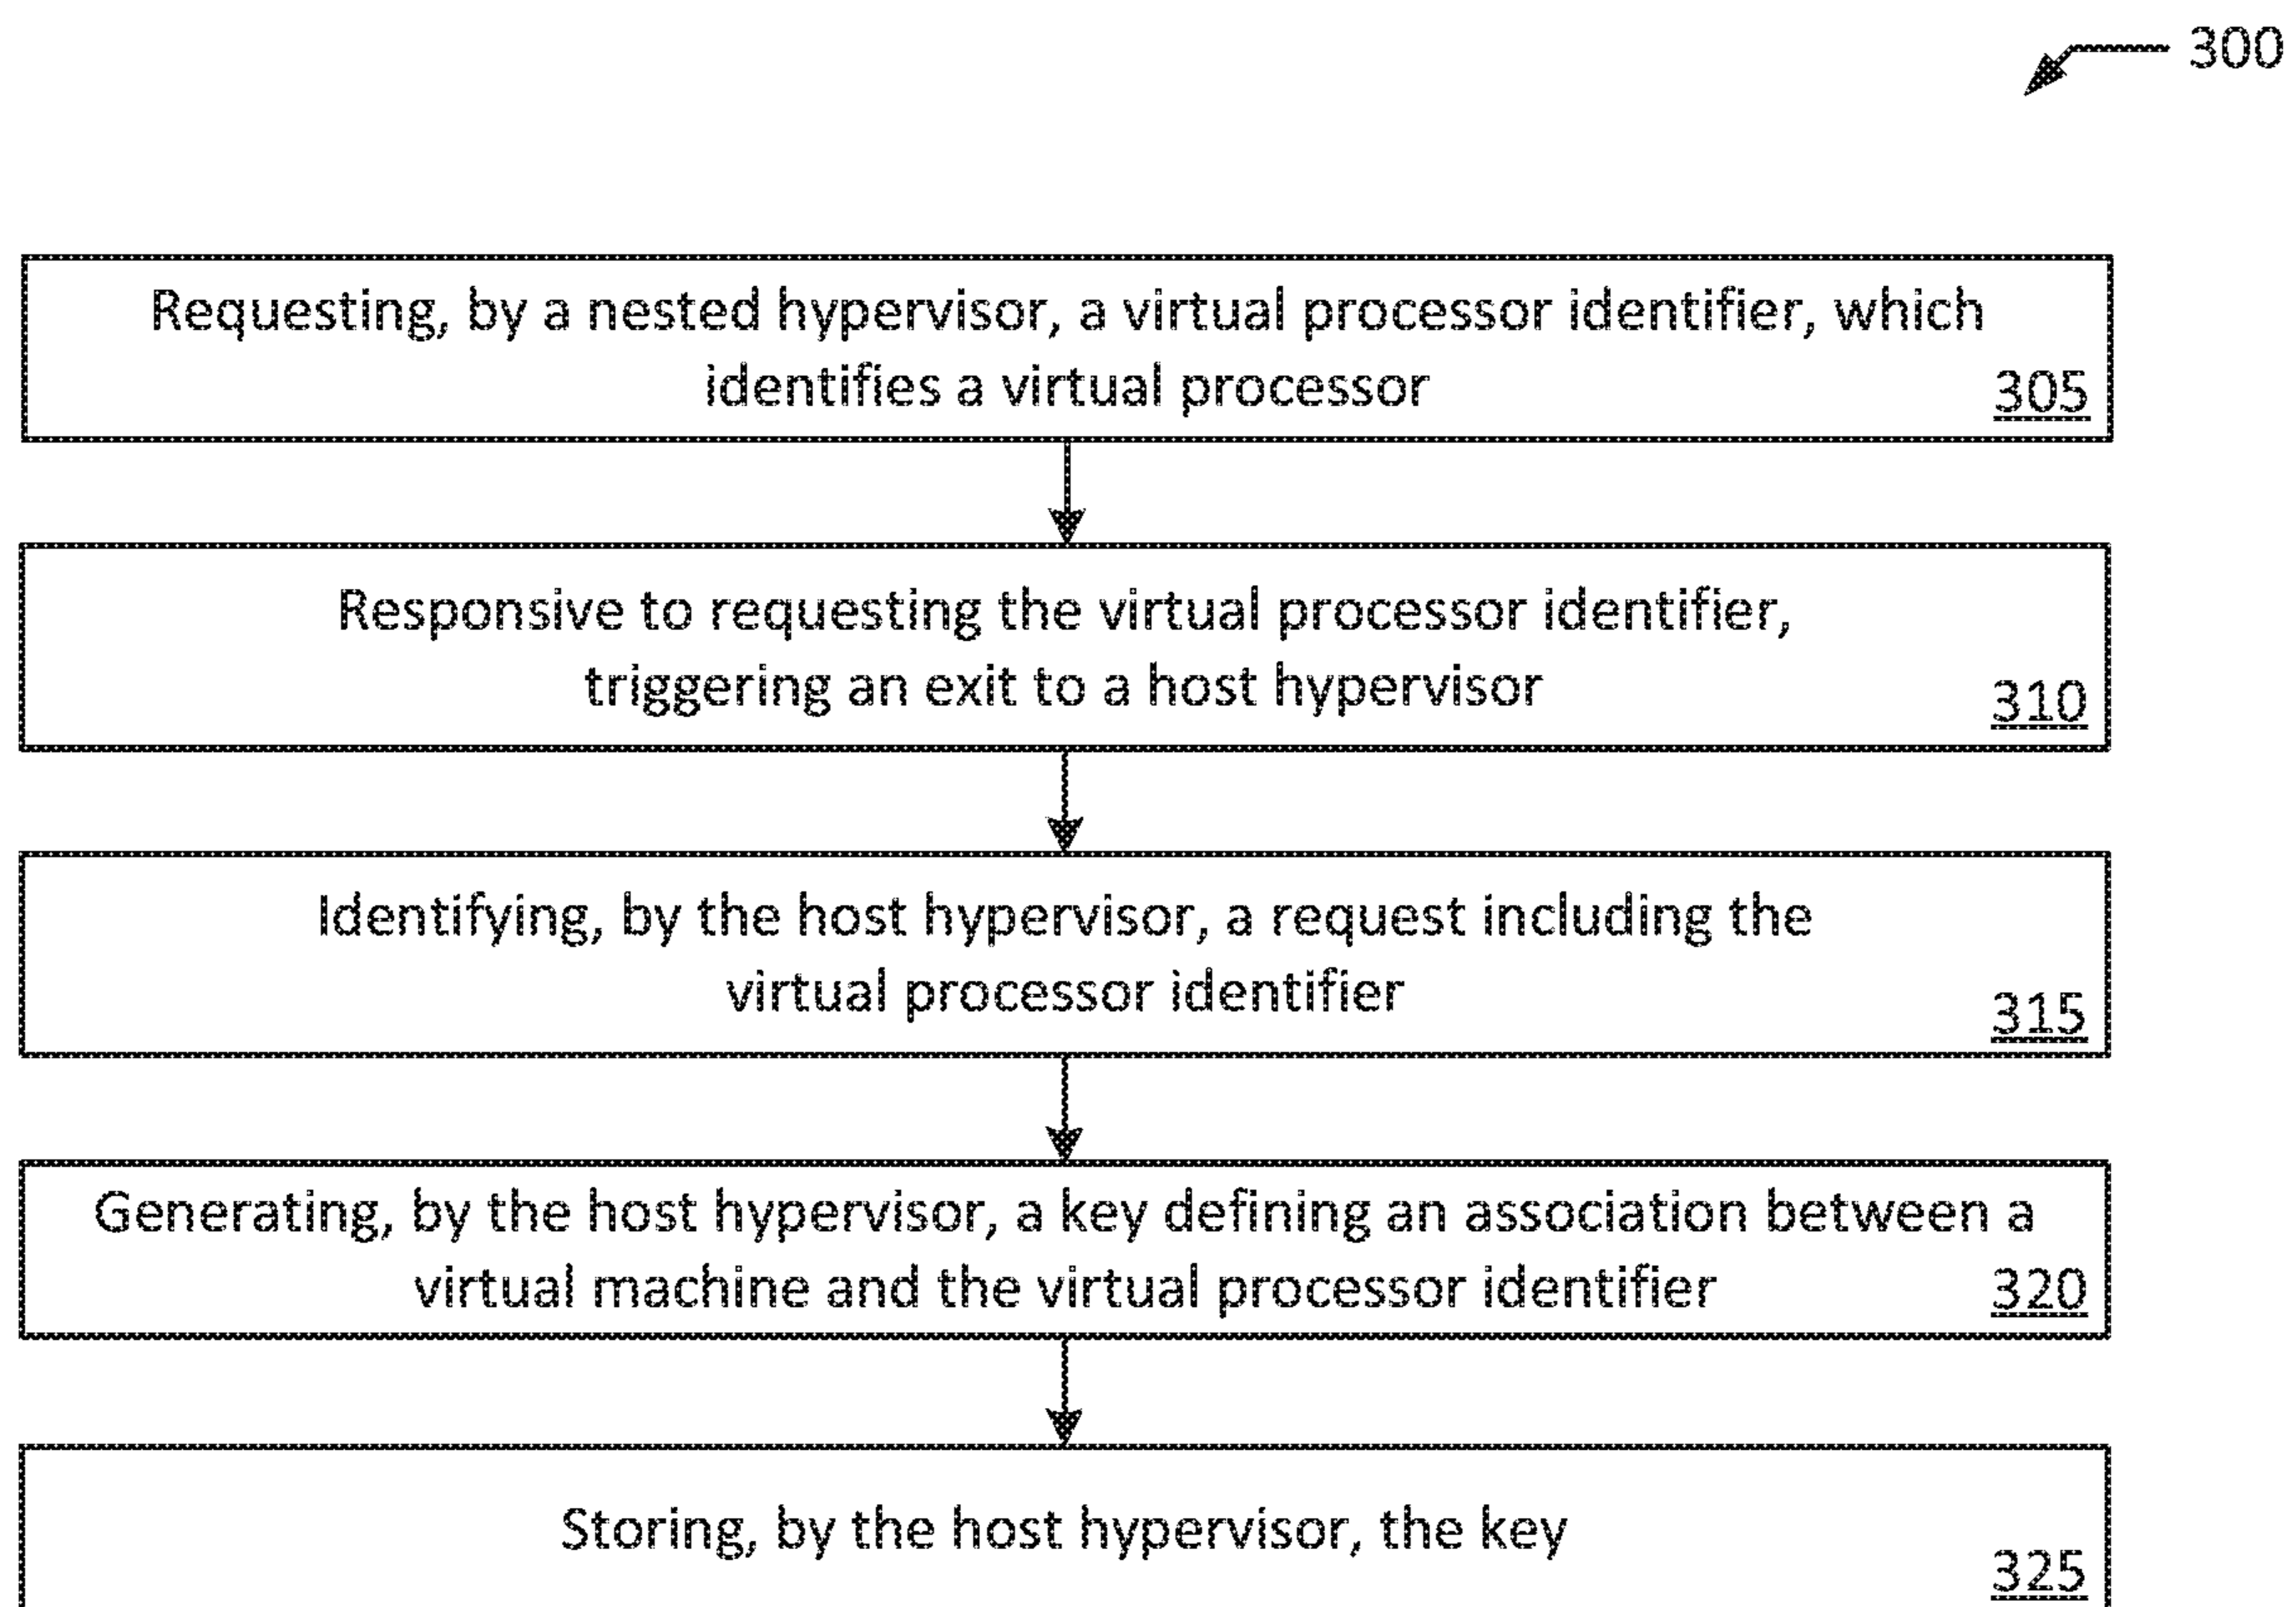 300
Requesting, by a nested hypervisor, a virtual processor identifier, which
identifies a virtual processor
305
Responsive to requesting the virtual processor identifier,
triggering an exit to a host hypervisor
310
Identifying, by the host hypervisor, a request including the
virtual processor identifier
315
Generating, by the host hypervisor, a key defining an association between a
virtual machine and the virtual processor identifier
320
Storing, by the host hypervisor, the key
325